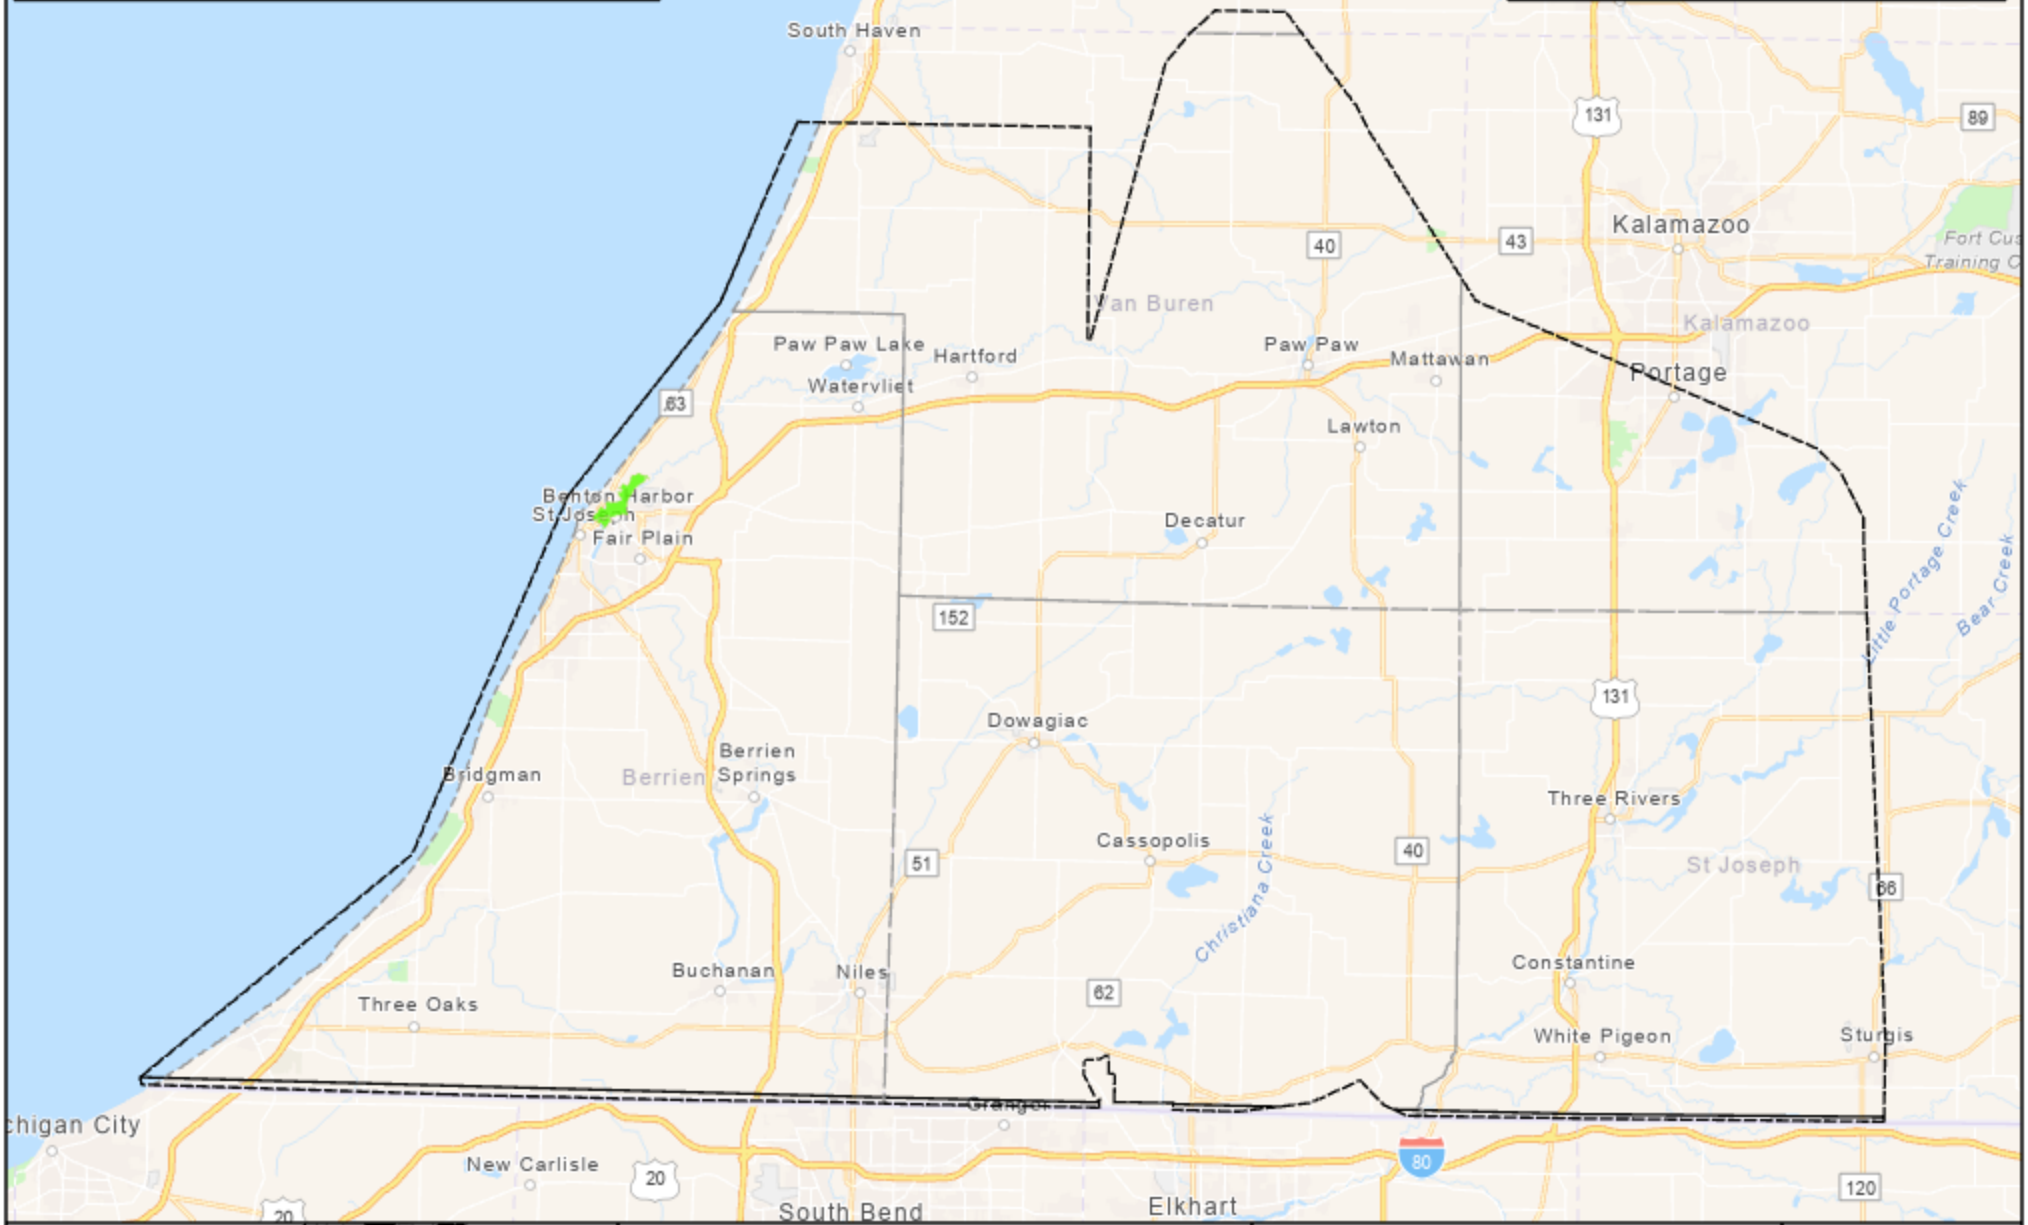 South Haven
131
89
Kalamazoo
40
43
Fort Cus
Training C
Van Buren
Kalamazoo
Paw Paw Lake
Hartford
Paw Paw
Mattawan
Portage
Watervliet
63
Lawton
Benton Harbor
St Joseph
Fair Plain
Decatur
Little Portage Creek
Bear Creek
152
131
Dowagiac
Berrien
Springs
Bridgman
Berrien
Three Rivers
Cassopolis
40
51
St Joseph
66
Christiana Creek
Buchanan
Niles
Constantine
62
Three Oaks
White Pigeon
Sturgis
Granger
chigan City
80
New Carlisle
20
120
Elkhart
South Bend
20